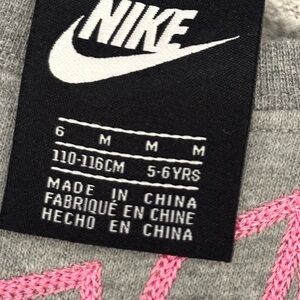 NIKE
6 M M M
110-116CM 5-6YRS
MADE IN CHINA
FABRIQUÉ EN CHINE
HECHO EN CHINA